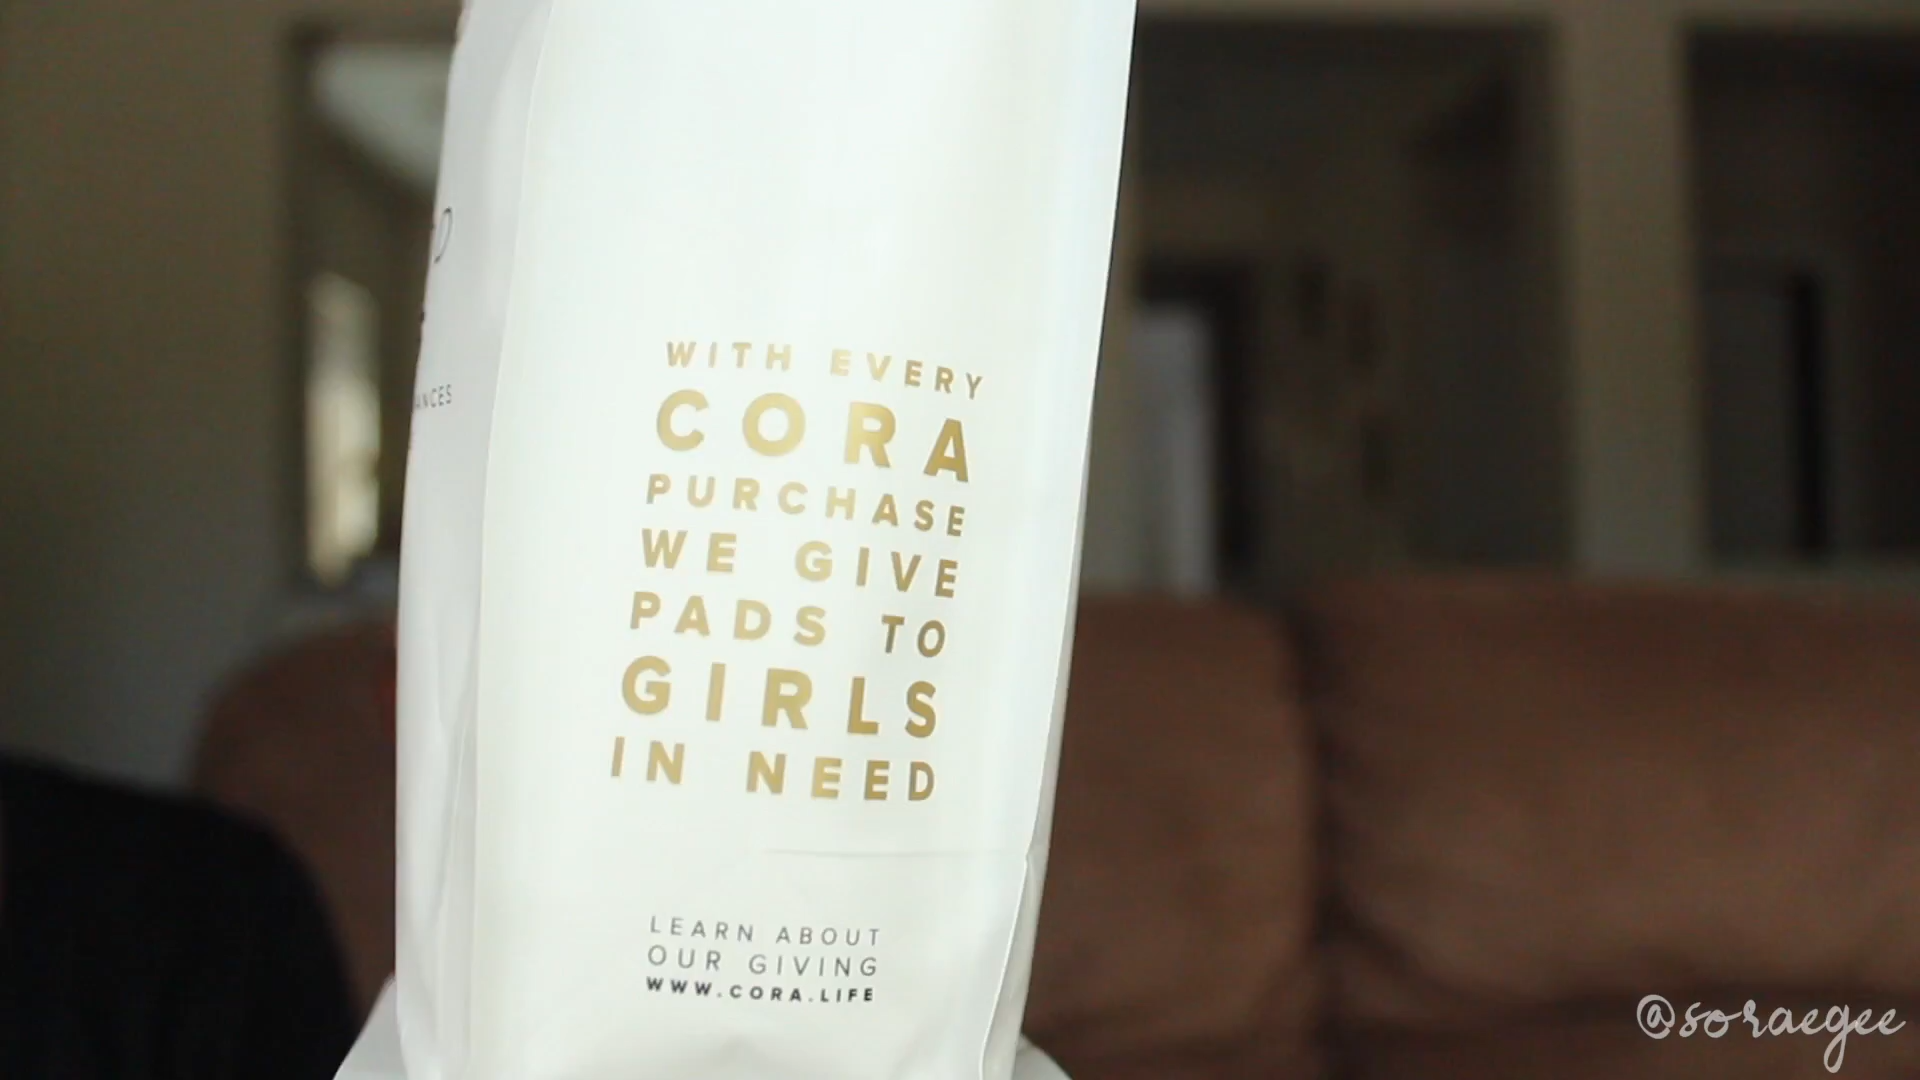 WITH EVERY
CORA
PURCHASE
WE GIVE
PADS TO
GIRLS
IN NEED
LEARN ABOUT
OUR GIVING
WWW.CORA.LIFE
@soraegee